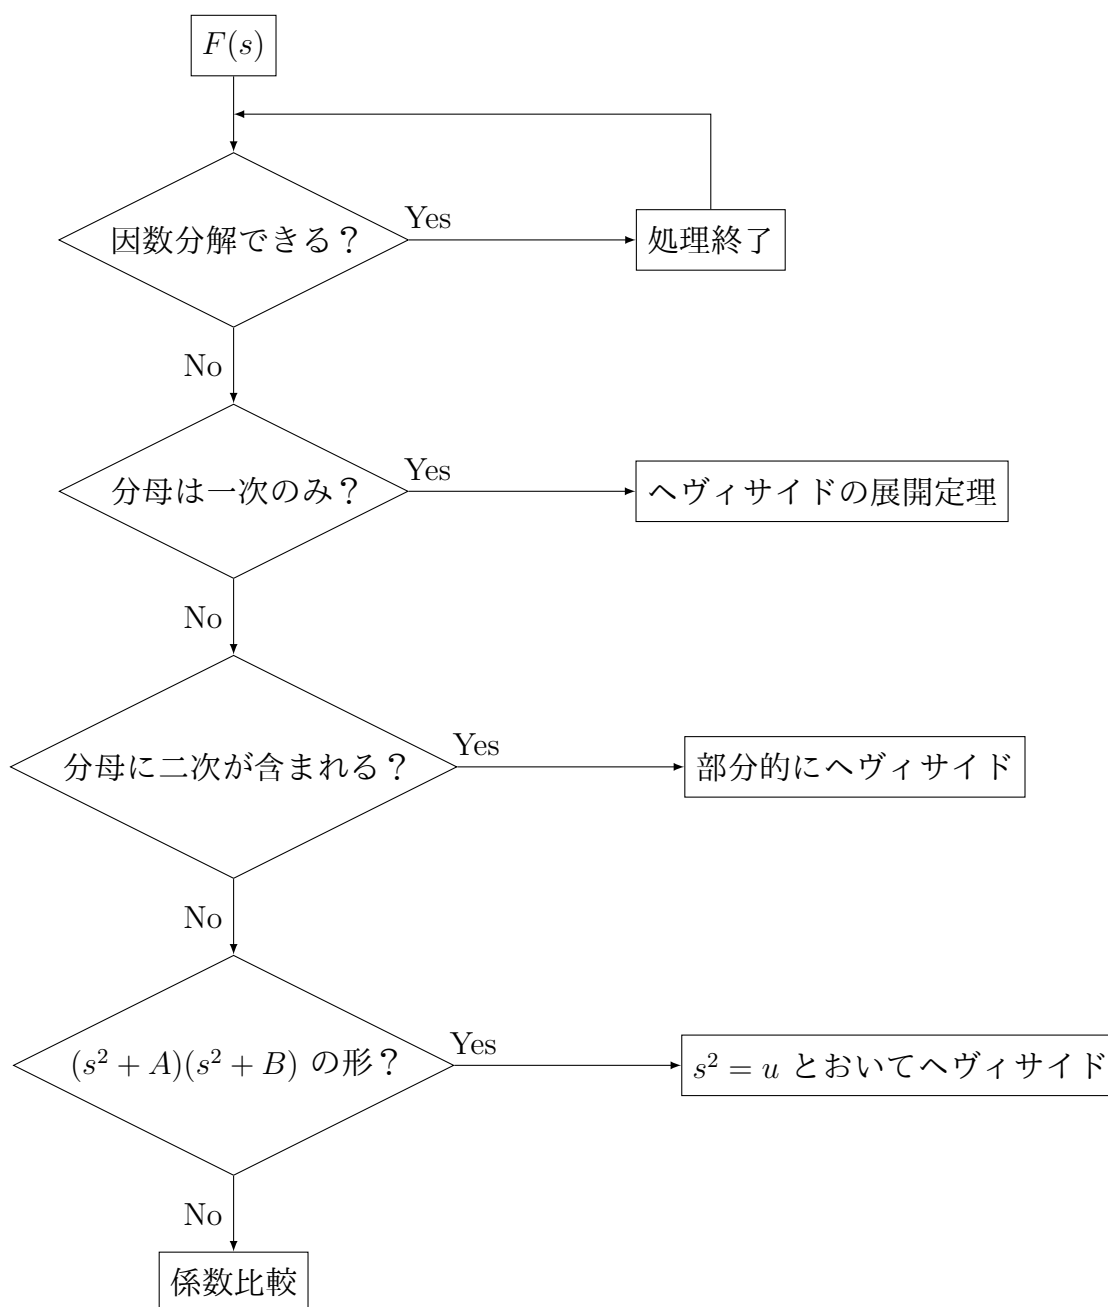 F(s)
因数分解できる？
Yes
処理終了
No
分母は一次のみ？
Yes
ヘヴィサイドの展開定理
No
分母に二次が含まれる？
Yes
部分的にヘヴィサイド
No
(s² + A)(s² + B) の形？
Yes
s² = u とおいてヘヴィサイド
No
係数比較